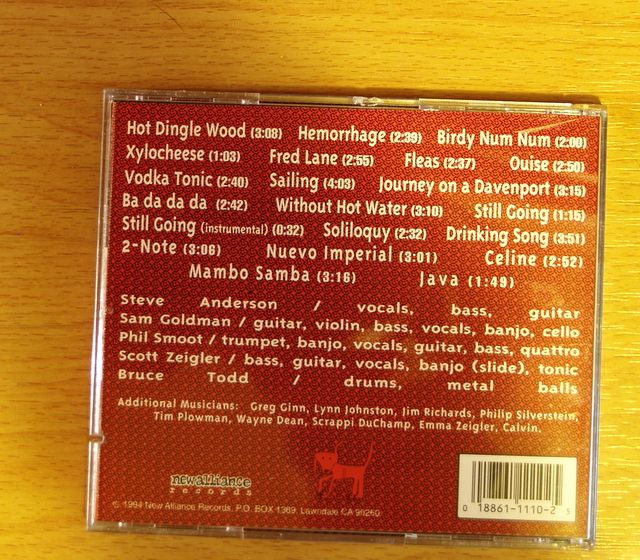 Hot Dingle Wood (3:08) Hemorrhage (2:39) Birdy Num Num (2:00)
Xylocheese (1:03) Fred Lane (2:55) Fleas (2:37) Ouise (2:50)
Vodka Tonic (2:40) Sailing (4:03) Journey on a Davenport (3:15)
Ba da da da (2:42) Without Hot Water (3:10) Still Going (1:15)
Still Going (instrumental) (0:32) Soliloquy (2:32) Drinking Song (3:51)
2-Note (3:06) Nuevo Imperial (3:01) Celine (2:52)
Mambo Samba (3:16) Java (1:49)
Steve Anderson / vocals, bass, guitar
Sam Goldman / guitar, violin, bass, vocals, banjo, cello
Phil Smoot / trumpet, banjo, vocals, guitar, bass, quattro
Scott Zeigler / bass, guitar, vocals, banjo (slide), tonic
Bruce Todd / drums, metal balls
Additional Musicians: Greg Ginn, Lynn Johnston, Jim Richards, Philip Silverstein,
Tim Plowman, Wayne Dean, Scrappi DuChamp, Emma Zeigler, Calvin.
newalliance
records
© 1994 New Alliance Records, P.O. BOX 1389, Lawndale CA 90260
0 18861-1110-2 5